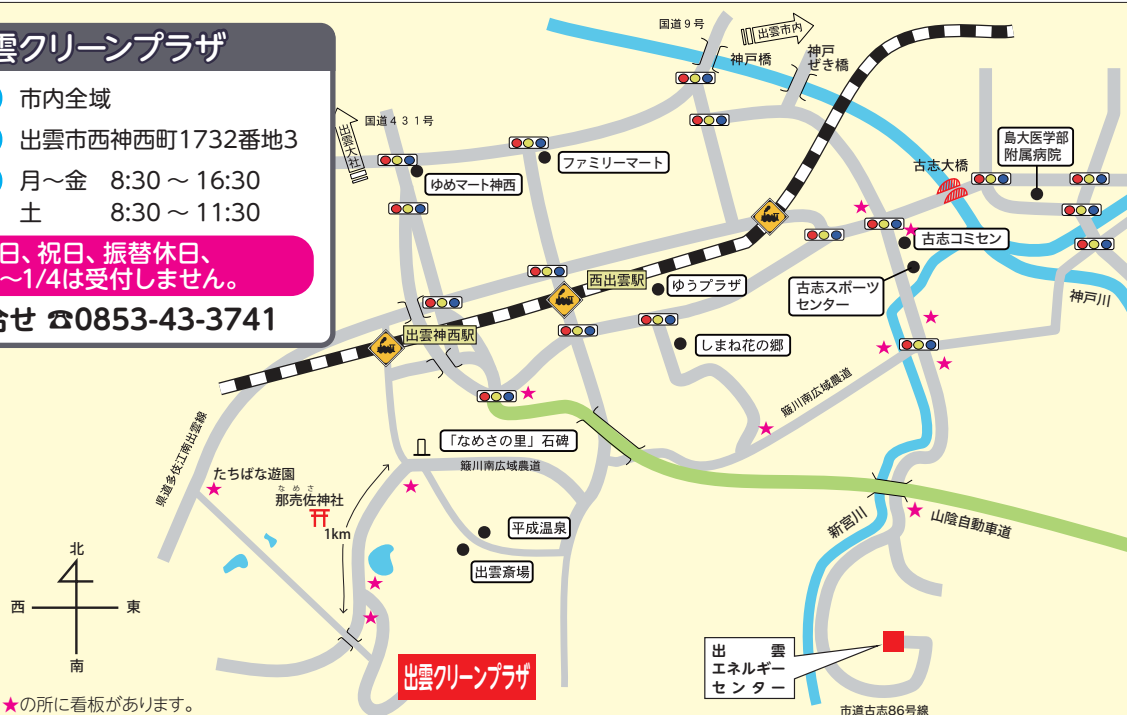 雲クリーンプラザ
市内全域
出雲市西神西町1732番地3
月～金 8:30 ～ 16:30
土 8:30 ～ 11:30
日、祝日、振替休日、
～1/4は受付しません。
合せ ☎0853-43-3741
国道9号
出雲市内
神戸橋
神戸
ぜき橋
国道431号
出雲大社
ファミリーマート
ゆめマート神西
島大医学部
附属病院
古志大橋
古志コミセン
古志スポーツ
センター
神戸川
西出雲駅
ゆうプラザ
出雲神西駅
しまね花の郷
簸川南広域農道
「なめさの里」石碑
簸川南広域農道
県道多伎江南出雲線
たちばな遊園
なめさ
那売佐神社
1km
平成温泉
出雲斎場
新宮川
山陰自動車道
北
西
東
南
出雲クリーンプラザ
出雲
エネルギー
センター
市道古志86号線
★の所に看板があります。